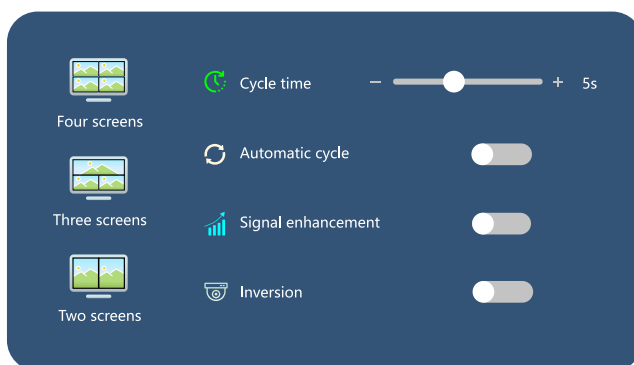 Four screens
Three screens
Two screens
Cycle time − + 5s
Automatic cycle
Signal enhancement
Inversion